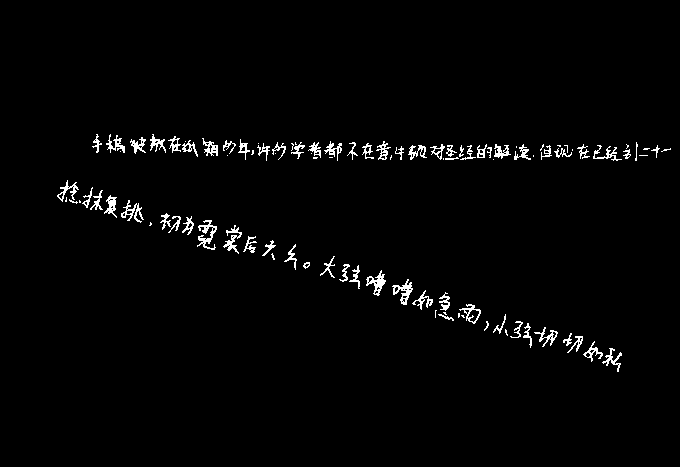 手稿被放在纸箱多年,许多学者都不在意牛顿对圣经的解读.但现在已经到二十一
捻抹复挑,初为霓裳后六幺。大弦嘈嘈如急雨,小弦切切如私